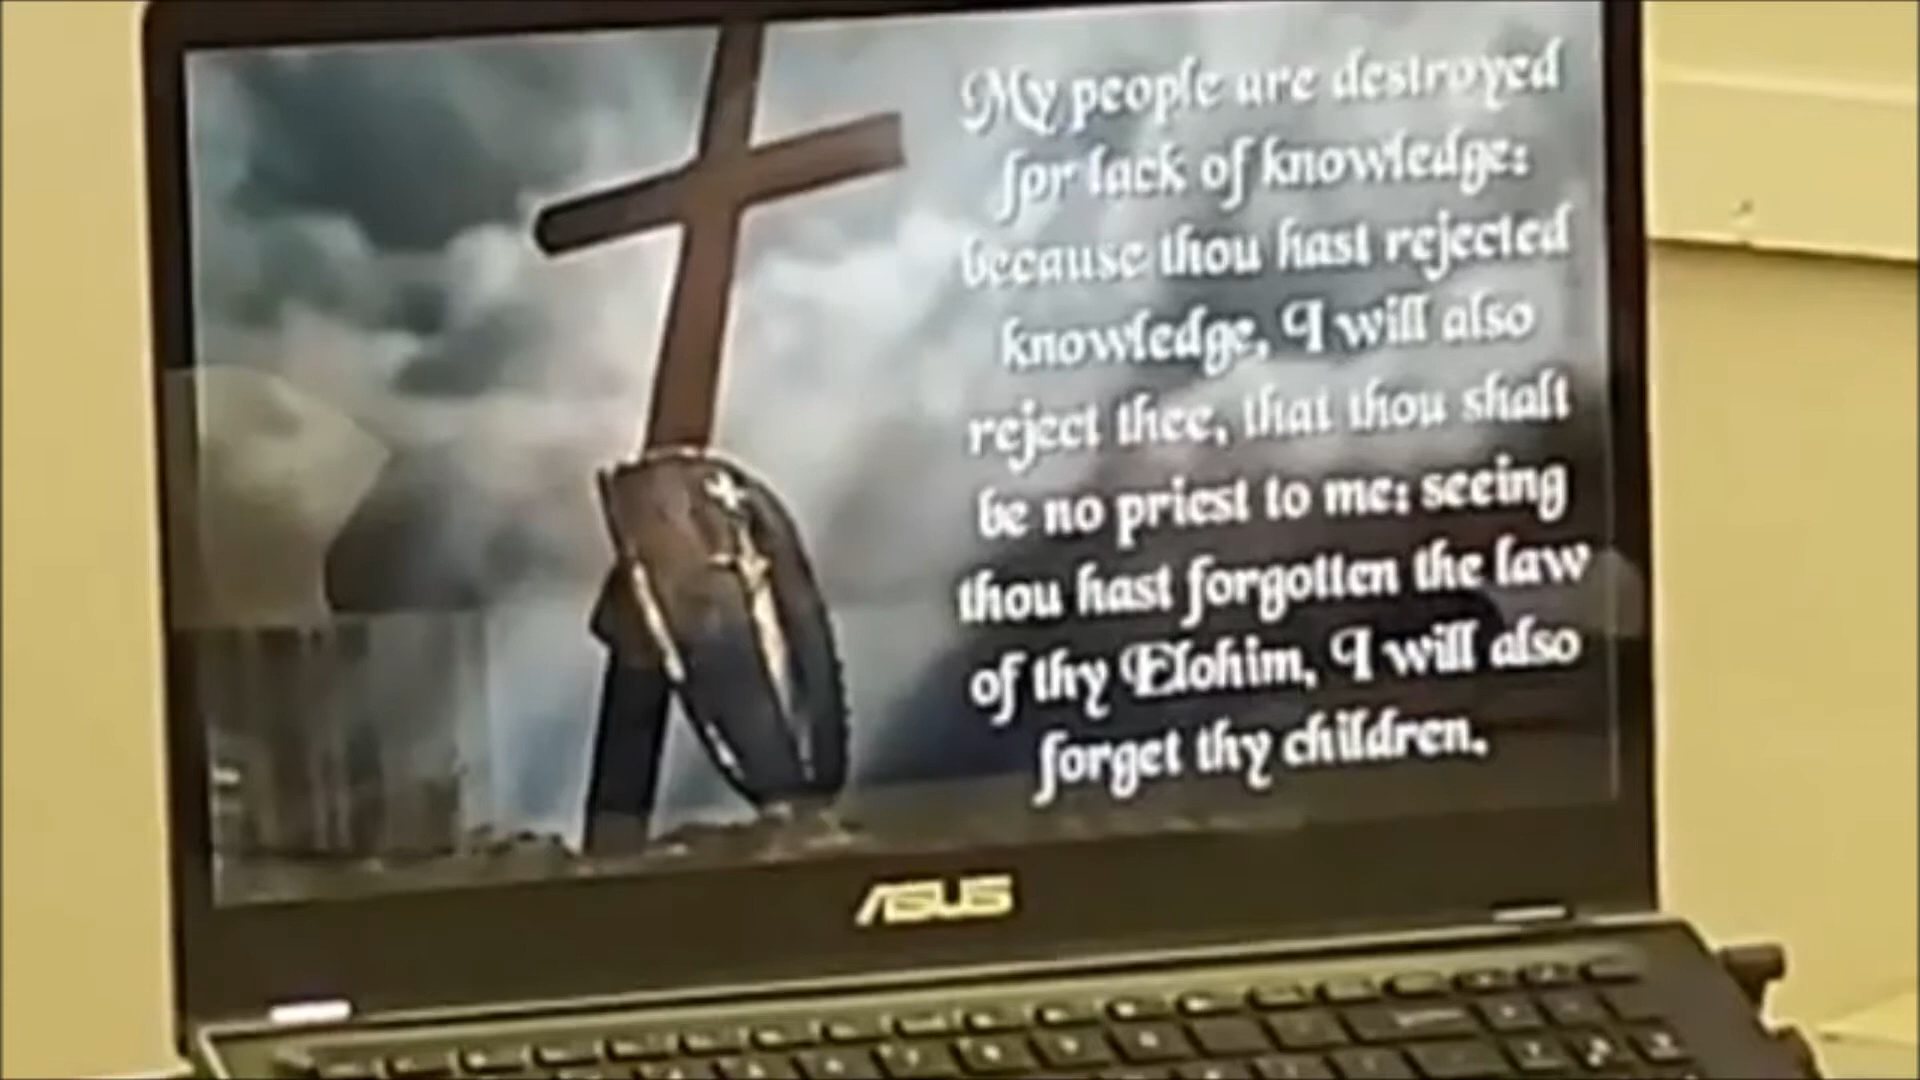 My people are destroyed
for lack of knowledge:
because thou hast rejected
knowledge, I will also
reject thee, that thou shalt
be no priest to me: seeing
thou hast forgotten the law
of thy Elohim, I will also
forget thy children.
ASUS